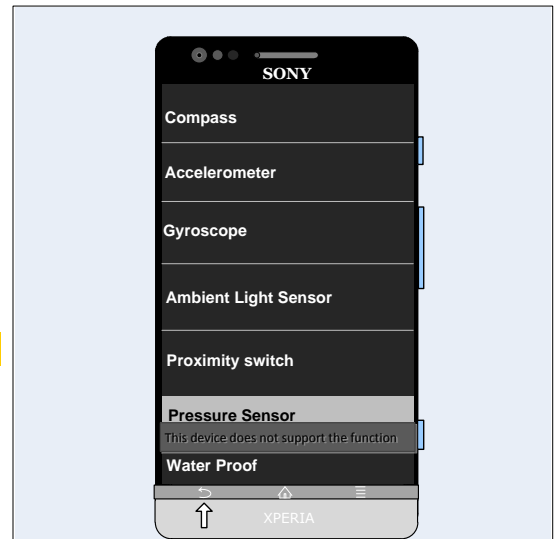 SONY
Compass
Accelerometer
Gyroscope
Ambient Light Sensor
Proximity switch
Pressure Sensor
This device does not support the function
Water Proof
XPERIA